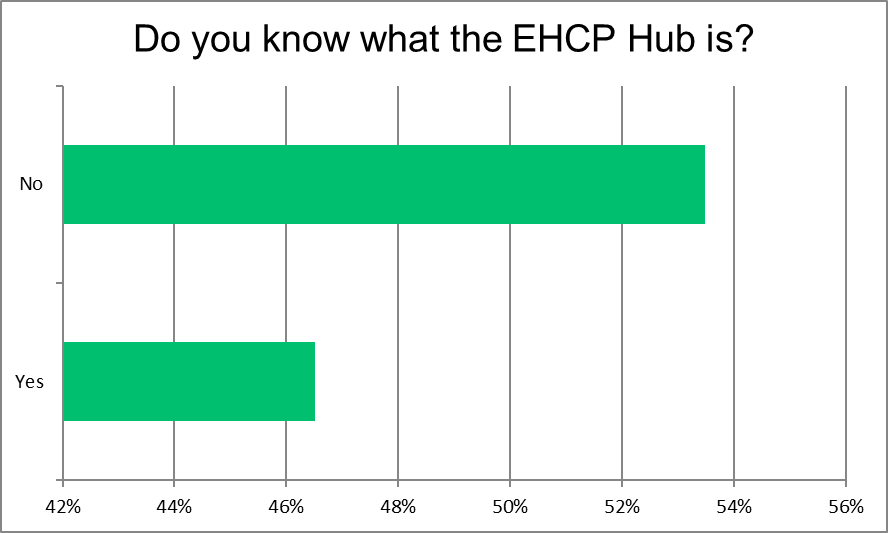 Do you know what the EHCP Hub is?
No
Yes
42% 44% 46% 48% 50% 52% 54% 56%